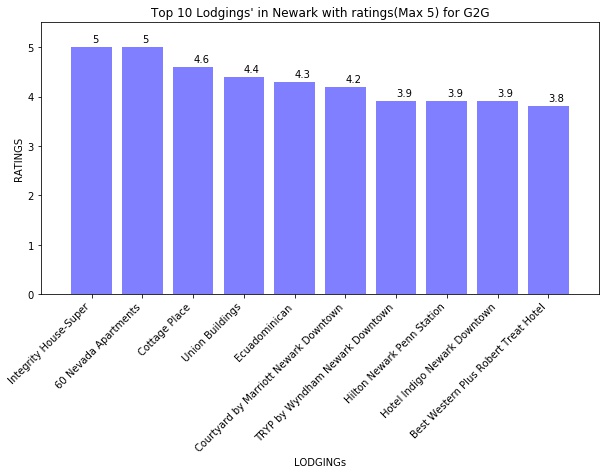 Top 10 Lodgings' in Newark with ratings(Max 5) for G2G
5
5
4.6
4.4
4.3
4.2
3.9
3.9
3.9
3.8
RATINGS
5
4
3
2
1
0
Integrity House-Super
60 Nevada Apartments
Cottage Place
Union Buildings
Ecuadominican
Courtyard by Marriott Newark Downtown
TRYP by Wyndham Newark Downtown
Hilton Newark Penn Station
Hotel Indigo Newark Downtown
Best Western Plus Robert Treat Hotel
LODGINGs